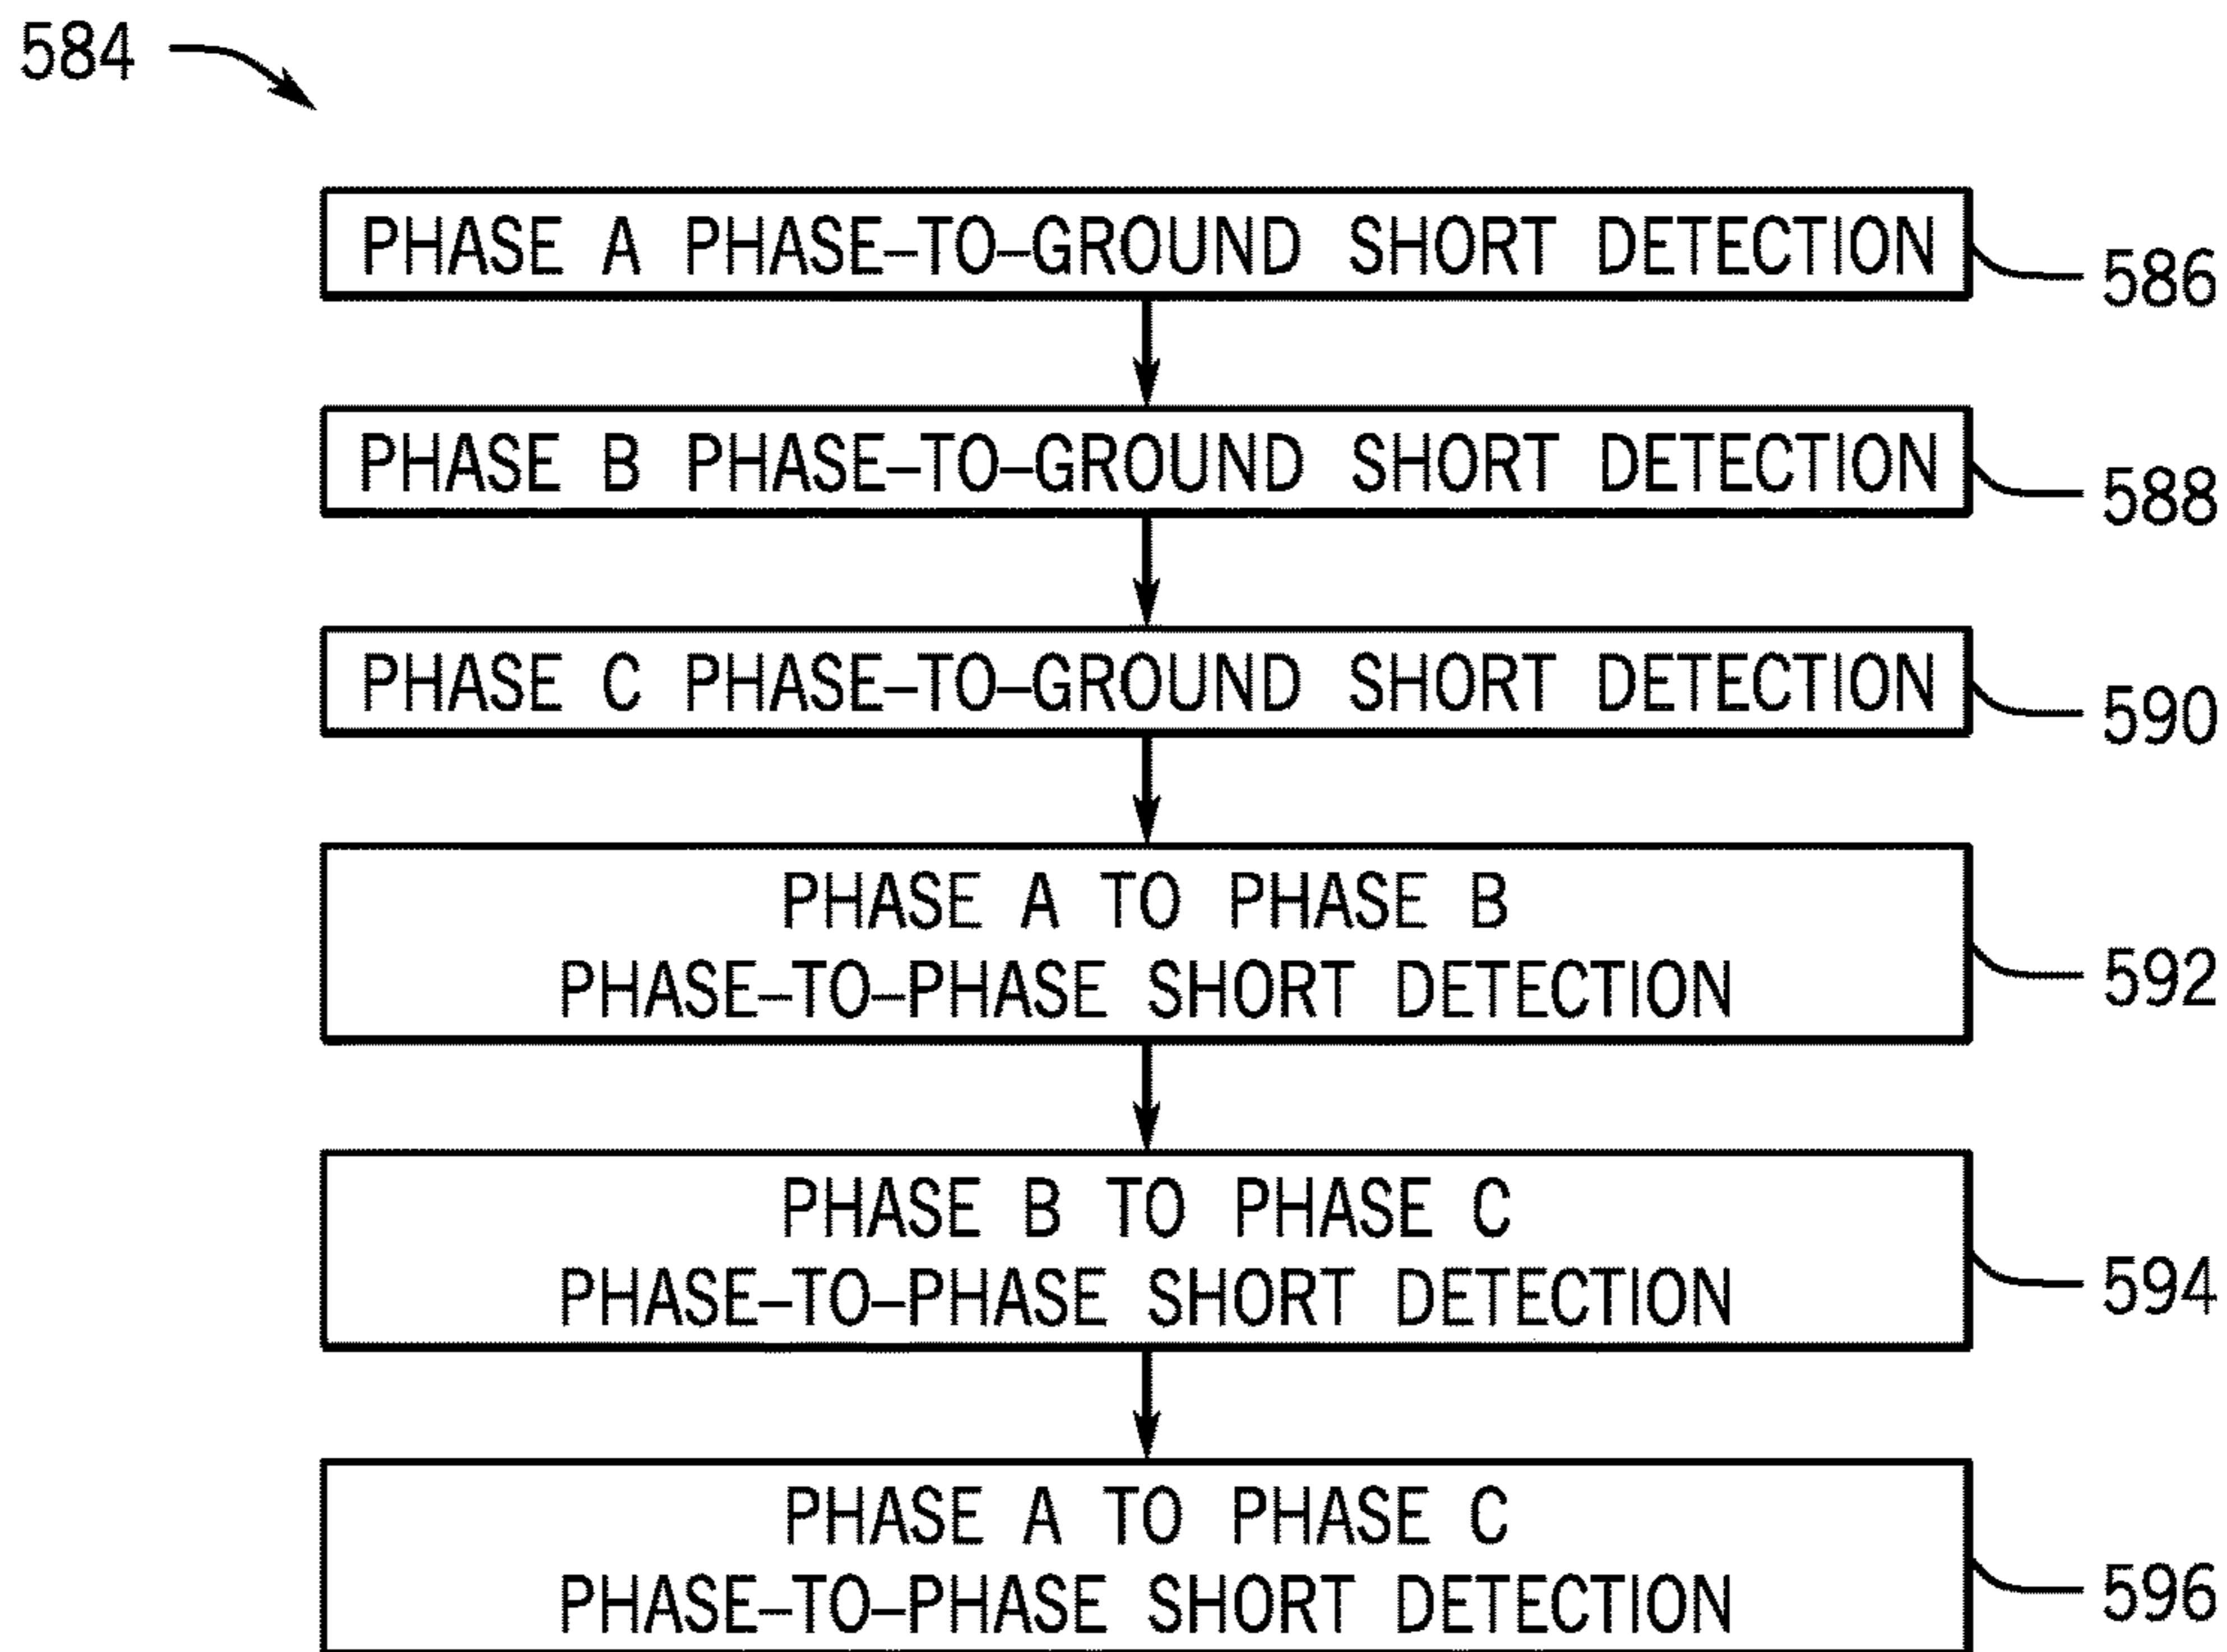 584
PHASE A PHASE-TO-GROUND SHORT DETECTION
586
PHASE B PHASE-TO-GROUND SHORT DETECTION
588
PHASE C PHASE-TO-GROUND SHORT DETECTION
590
PHASE A TO PHASE B
PHASE-TO-PHASE SHORT DETECTION
592
PHASE B TO PHASE C
PHASE-TO-PHASE SHORT DETECTION
594
PHASE A TO PHASE C
PHASE-TO-PHASE SHORT DETECTION
596